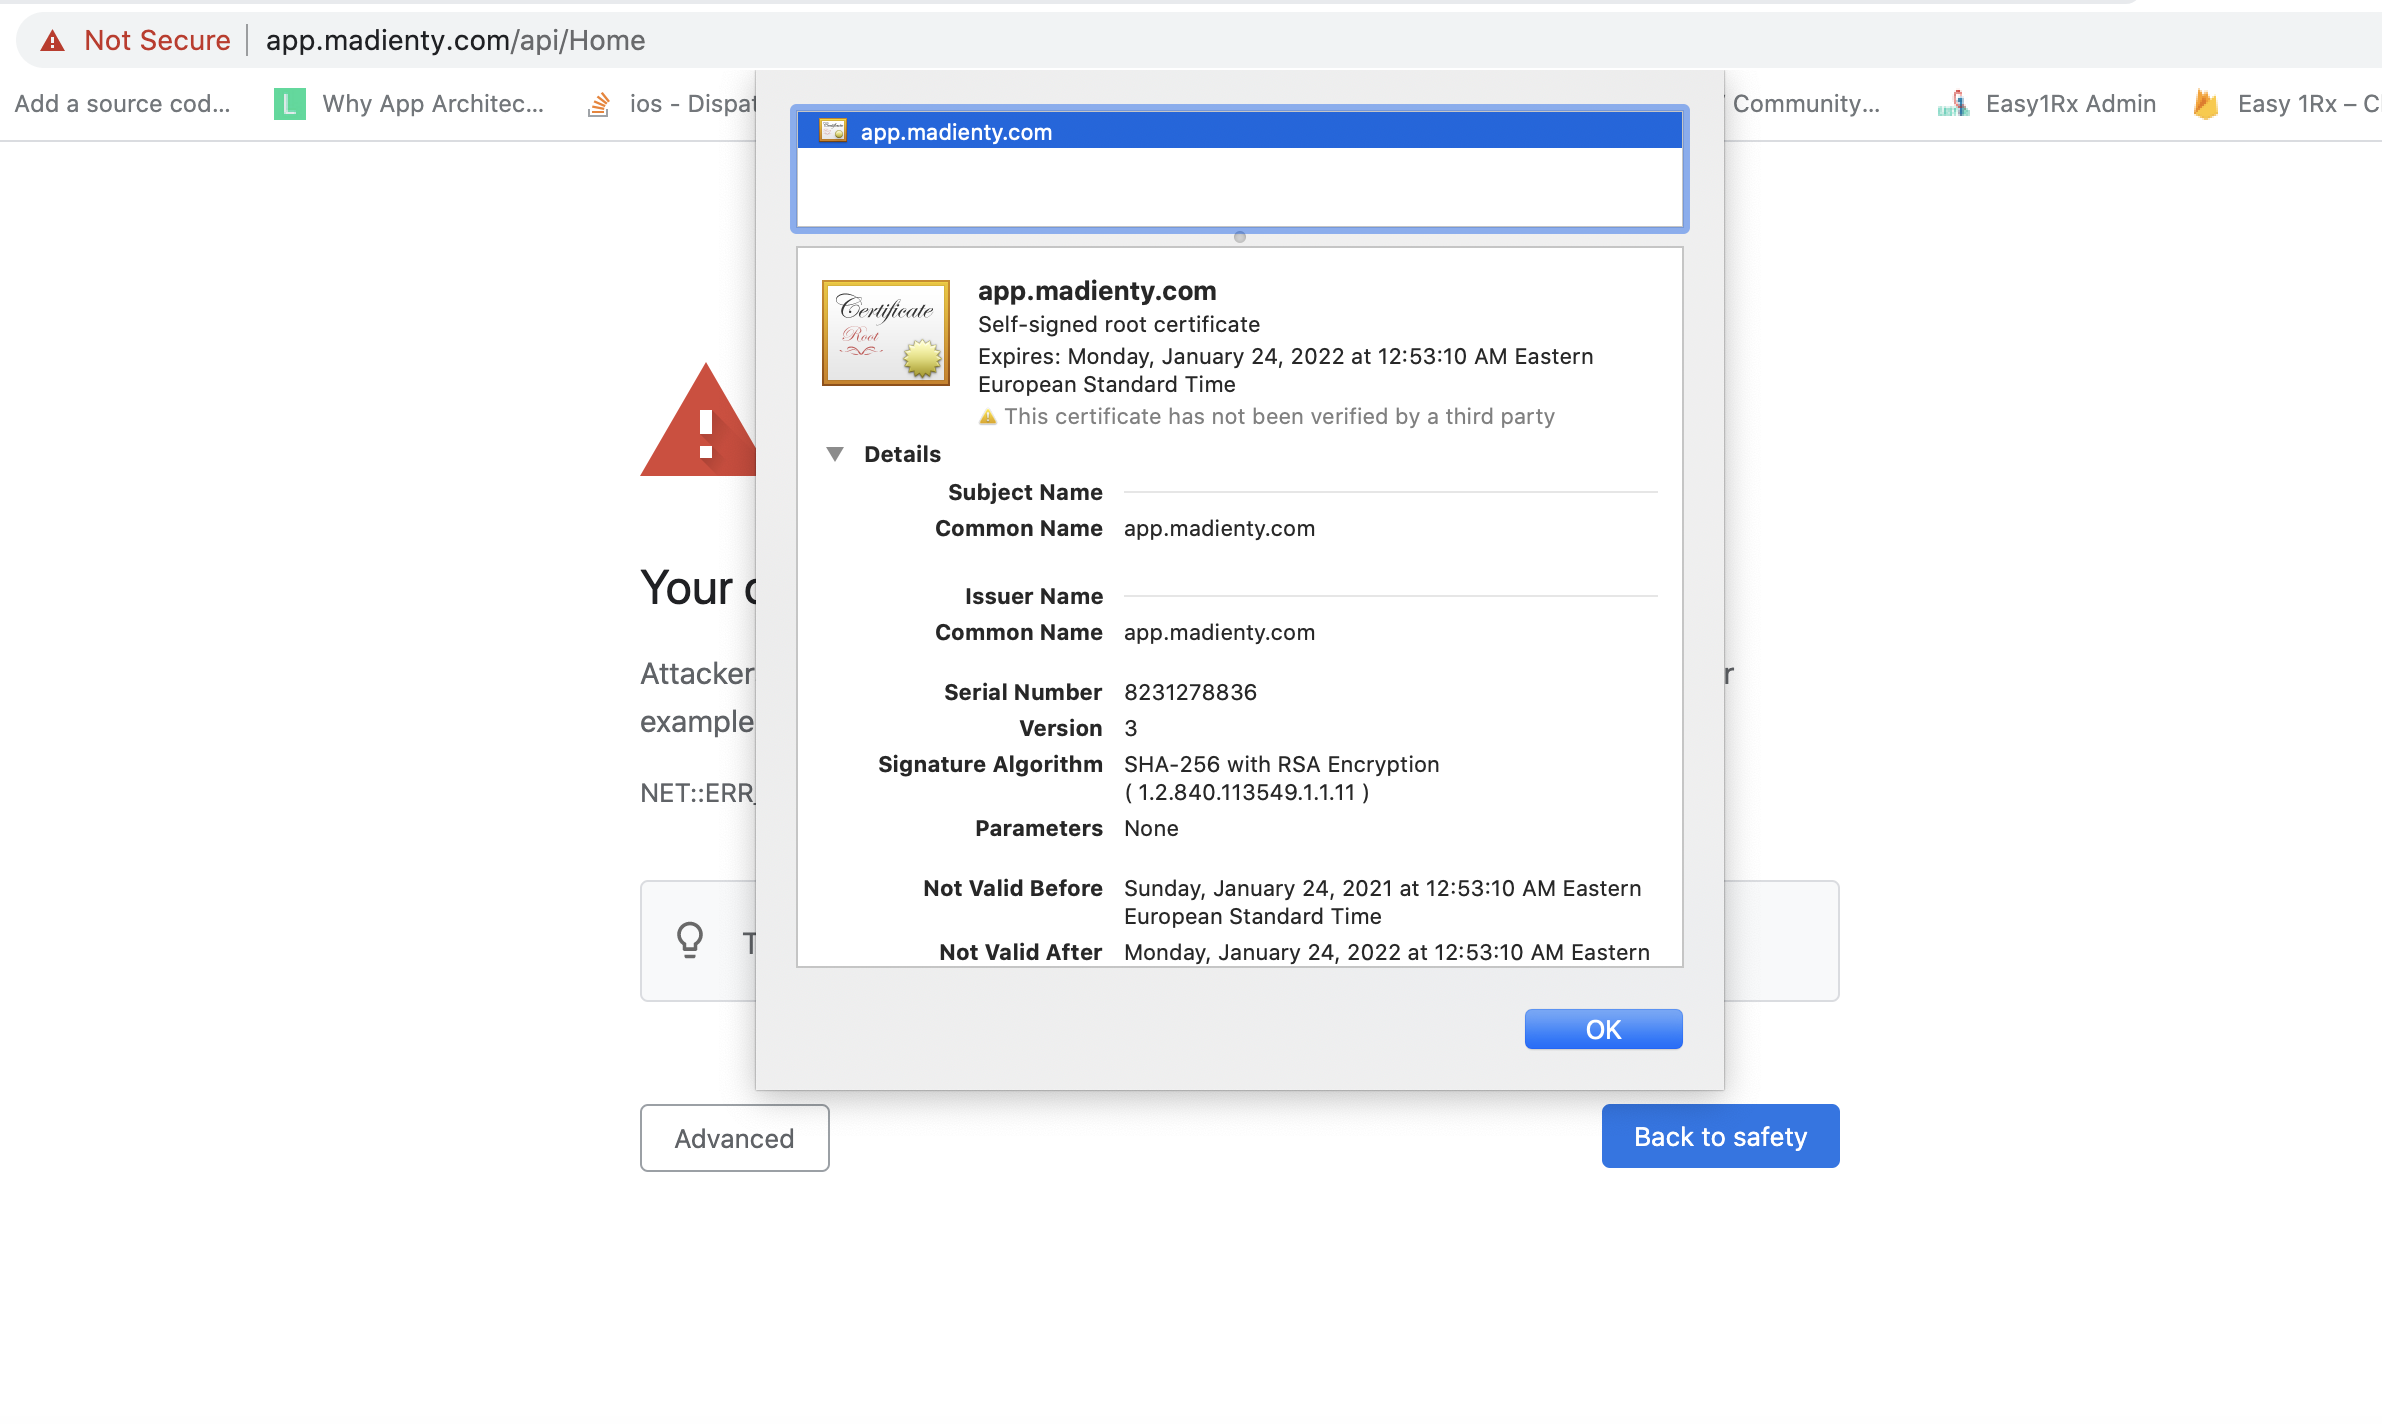 Not Secure app.madienty.com/api/Home
Add a source cod... L Why App Architec... ios - Dispat Community... Easy1Rx Admin Easy 1Rx – C
app.madienty.com
Certificate
Root
app.madienty.com
Self-signed root certificate
Expires: Monday, January 24, 2022 at 12:53:10 AM Eastern
European Standard Time
This certificate has not been verified by a third party
Details
Subject Name
Common Name app.madienty.com
Issuer Name
Common Name app.madienty.com
Serial Number 8231278836
Version 3
Signature Algorithm SHA-256 with RSA Encryption
( 1.2.840.113549.1.1.11 )
Parameters None
Not Valid Before Sunday, January 24, 2021 at 12:53:10 AM Eastern
European Standard Time
Not Valid After Monday, January 24, 2022 at 12:53:10 AM Eastern
OK
Your
Attacker r
example
NET::ERR_
T
Advanced
Back to safety